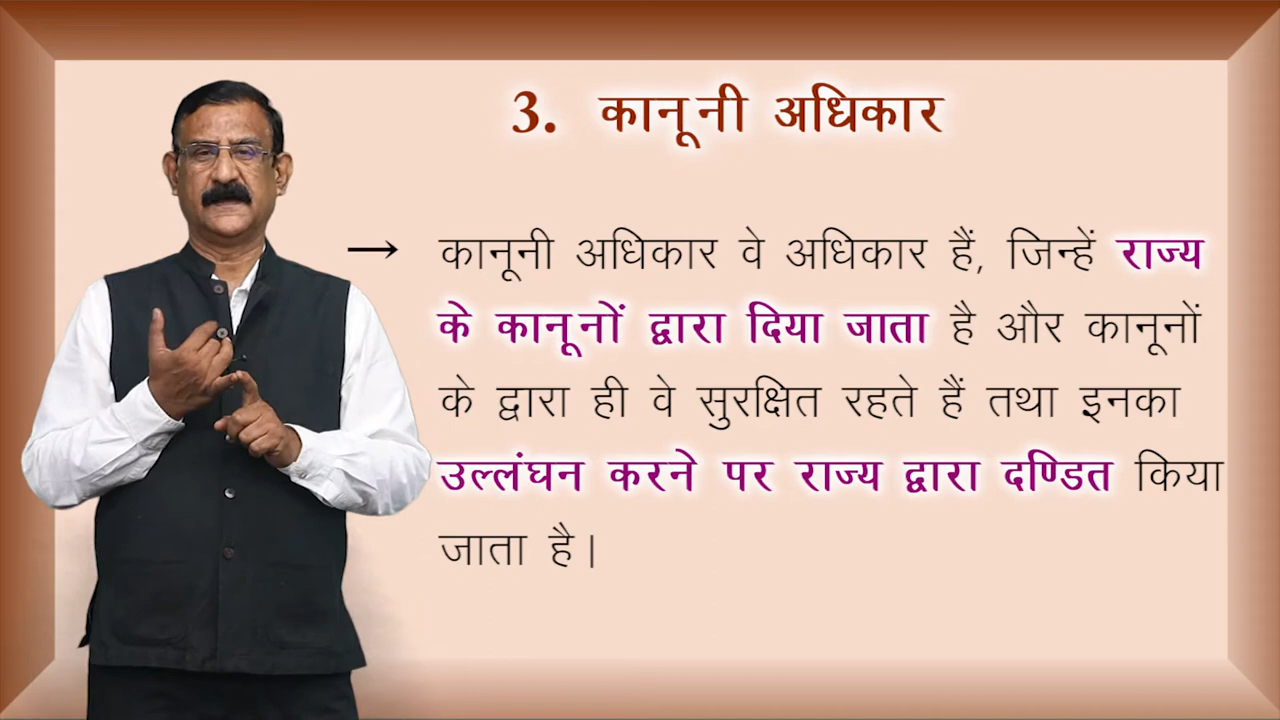 3. कानूनी अधिकार
→ कानूनी अधिकार वे अधिकार हैं, जिन्हें राज्य
के कानूनों द्वारा दिया जाता है और कानूनों
के द्वारा ही वे सुरक्षित रहते हैं तथा इनका
उल्लंघन करने पर राज्य द्वारा दण्डित किया
जाता है।